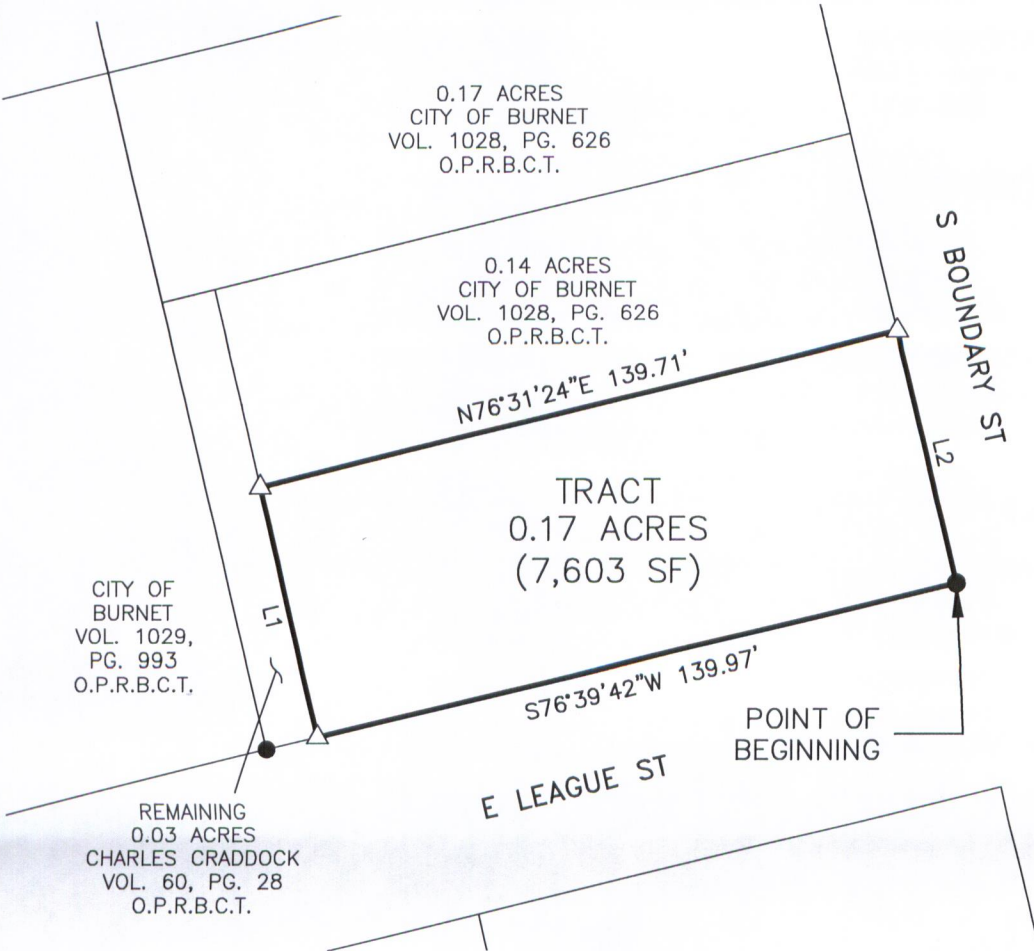 0.17 ACRES
CITY OF BURNET
VOL. 1028, PG. 626
O.P.R.B.C.T.
S BOUNDARY ST
0.14 ACRES
CITY OF BURNET
VOL. 1028, PG. 626
O.P.R.B.C.T.
N76°31'24"E 139.71'
L2
TRACT
0.17 ACRES
(7,603 SF)
L1
CITY OF
BURNET
VOL. 1029,
PG. 993
O.P.R.B.C.T.
S76°39'42"W 139.97'
POINT OF
BEGINNING
E LEAGUE ST
REMAINING
0.03 ACRES
CHARLES CRADDOCK
VOL. 60, PG. 28
O.P.R.B.C.T.